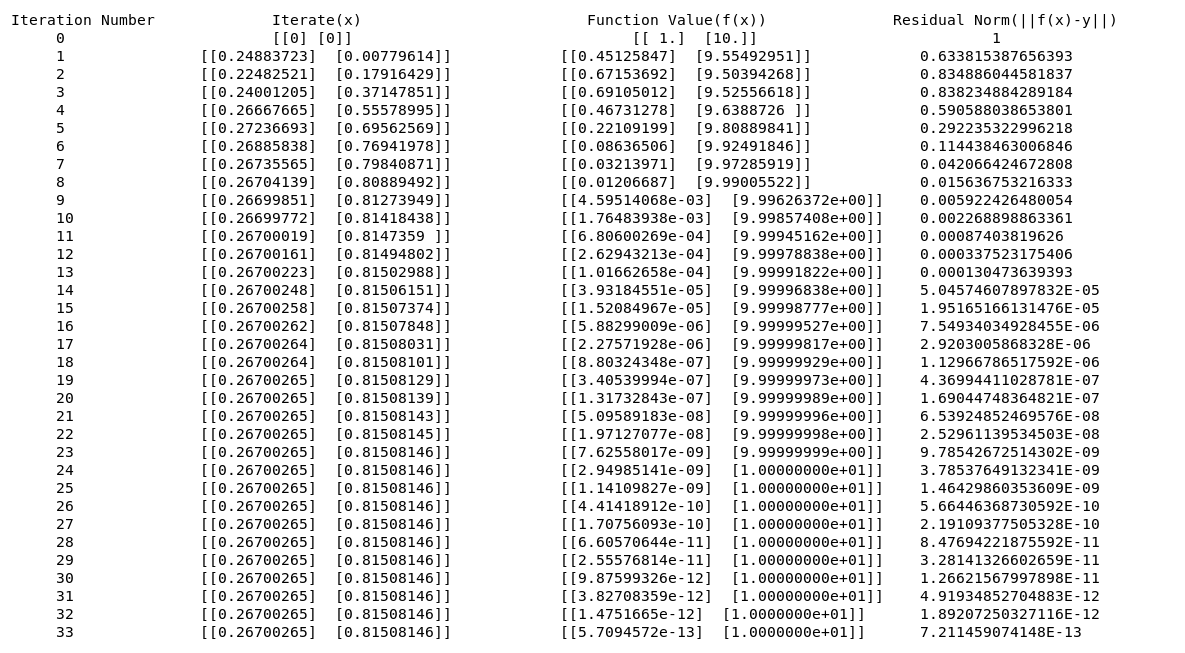 Iteration Number Iterate(x) Function Value(f(x)) Residual Norm(||f(x)-y||)
0 [[0] [0]] [[ 1.] [10.]] 1
1 [[0.24883723] [0.00779614]] [[0.45125847] [9.55492951]] 0.633815387656393
2 [[0.22482521] [0.17916429]] [[0.67153692] [9.50394268]] 0.834886044581837
3 [[0.24001205] [0.37147851]] [[0.69105012] [9.52556618]] 0.838234884289184
4 [[0.26667665] [0.55578995]] [[0.46731278] [9.6388726 ]] 0.590588038653801
5 [[0.27236693] [0.69562569]] [[0.22109199] [9.80889841]] 0.292235322996218
6 [[0.26885838] [0.76941978]] [[0.08636506] [9.92491846]] 0.114438463006846
7 [[0.26735565] [0.79840871]] [[0.03213971] [9.97285919]] 0.042066424672808
8 [[0.26704139] [0.80889492]] [[0.01206687] [9.99005522]] 0.015636753216333
9 [[0.26699851] [0.81273949]] [[4.59514068e-03] [9.99626372e+00]] 0.005922426480054
10 [[0.26699772] [0.81418438]] [[1.76483938e-03] [9.99857408e+00]] 0.002268898863361
11 [[0.26700019] [0.8147359 ]] [[6.80600269e-04] [9.99945162e+00]] 0.00087403819626
12 [[0.26700161] [0.81494802]] [[2.62943213e-04] [9.99978838e+00]] 0.000337523175406
13 [[0.26700223] [0.81502988]] [[1.01662658e-04] [9.99991822e+00]] 0.000130473639393
14 [[0.26700248] [0.81506151]] [[3.93184551e-05] [9.99996838e+00]] 5.04574607897832E-05
15 [[0.26700258] [0.81507374]] [[1.52084967e-05] [9.99998777e+00]] 1.95165166131476E-05
16 [[0.26700262] [0.81507848]] [[5.88299009e-06] [9.99999527e+00]] 7.54934034928455E-06
17 [[0.26700264] [0.81508031]] [[2.27571928e-06] [9.99999817e+00]] 2.9203005868328E-06
18 [[0.26700264] [0.81508101]] [[8.80324348e-07] [9.99999929e+00]] 1.12966786517592E-06
19 [[0.26700265] [0.81508129]] [[3.40539994e-07] [9.99999973e+00]] 4.36994411028781E-07
20 [[0.26700265] [0.81508139]] [[1.31732843e-07] [9.99999989e+00]] 1.69044748364821E-07
21 [[0.26700265] [0.81508143]] [[5.09589183e-08] [9.99999996e+00]] 6.53924852469576E-08
22 [[0.26700265] [0.81508145]] [[1.97127077e-08] [9.99999998e+00]] 2.52961139534503E-08
23 [[0.26700265] [0.81508146]] [[7.62558017e-09] [9.99999999e+00]] 9.78542672514302E-09
24 [[0.26700265] [0.81508146]] [[2.94985141e-09] [1.00000000e+01]] 3.78537649132341E-09
25 [[0.26700265] [0.81508146]] [[1.14109827e-09] [1.00000000e+01]] 1.46429860353609E-09
26 [[0.26700265] [0.81508146]] [[4.41418912e-10] [1.00000000e+01]] 5.66446368730592E-10
27 [[0.26700265] [0.81508146]] [[1.70756093e-10] [1.00000000e+01]] 2.19109377505328E-10
28 [[0.26700265] [0.81508146]] [[6.60570644e-11] [1.00000000e+01]] 8.47694221875592E-11
29 [[0.26700265] [0.81508146]] [[2.55576814e-11] [1.00000000e+01]] 3.28141326602659E-11
30 [[0.26700265] [0.81508146]] [[9.87599326e-12] [1.00000000e+01]] 1.26621567997898E-11
31 [[0.26700265] [0.81508146]] [[3.82708359e-12] [1.00000000e+01]] 4.91934852704883E-12
32 [[0.26700265] [0.81508146]] [[1.4751665e-12] [1.0000000e+01]] 1.89207250327116E-12
33 [[0.26700265] [0.81508146]] [[5.7094572e-13] [1.0000000e+01]] 7.211459074148E-13